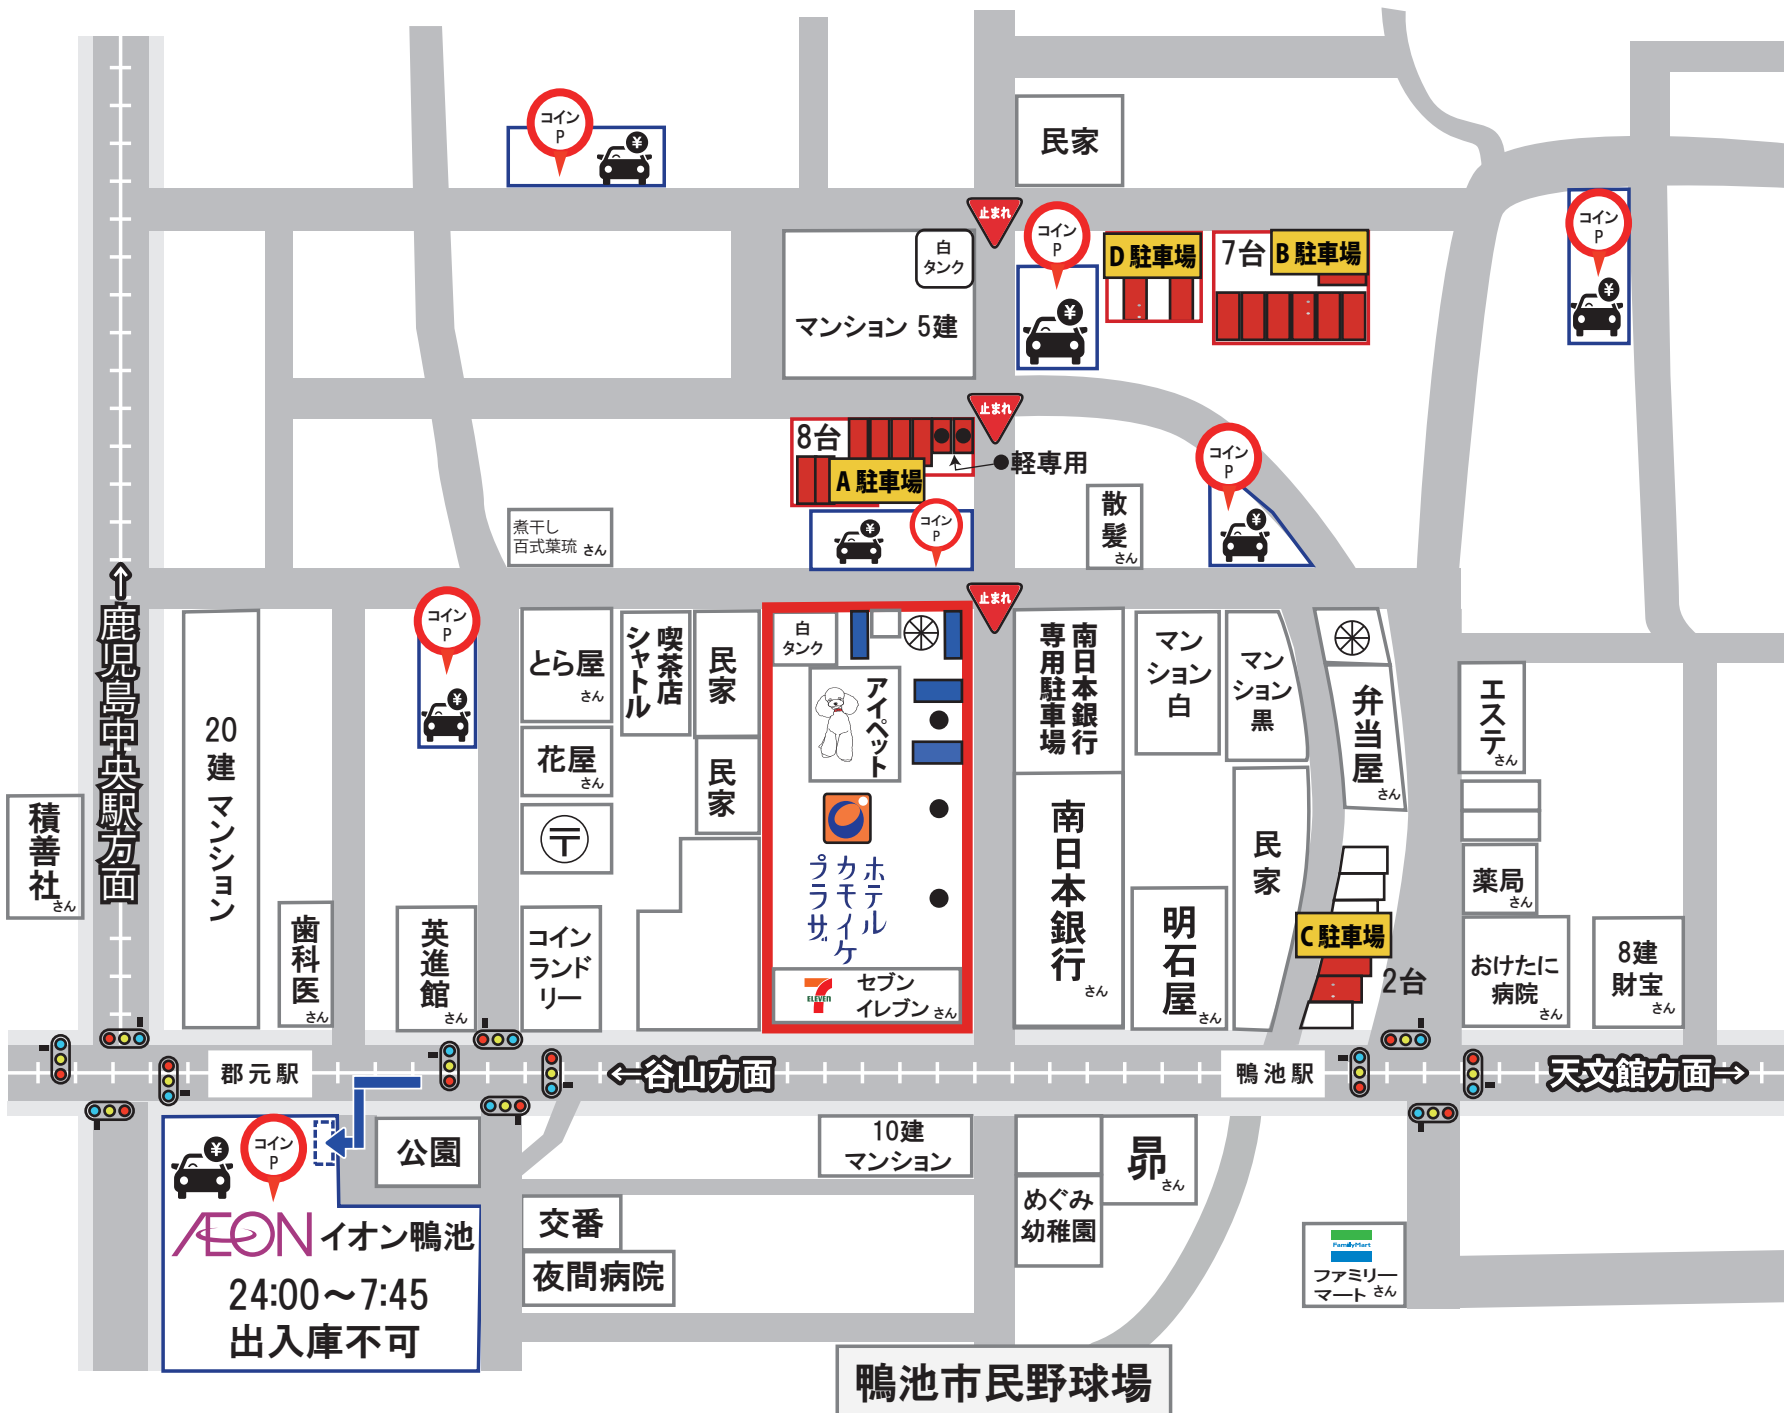 コイン
P
民家
止まれ
コイン
P
コイン
P
白
タンク
マンション 5建
D 駐車場
7台
B 駐車場
止まれ
8台
A 駐車場
軽専用
コイン
P
散髪さん
コイン
P
煮干し
百式葉琉 さん
止まれ
↑鹿児島中央駅方面
コイン
P
20建 マンション
積善社さん
歯科医さん
英進館さん
とら屋
さん
花屋
さん
〒
コイン
ランド
リー
喫茶店
シャトル
民家
民家
白
タンク
アイペット
ホテル
カモイケ
プラザ
7
ELEVEn
セブン
イレブン さん
南日本銀行
専用駐車場
南日本銀行さん
マンション白
マンション黒
明石屋さん
民家
弁当屋さん
C 駐車場
2台
エステさん
薬局
さん
おけたに
病院
さん
8建
財宝
さん
郡元駅
←谷山方面
鴨池駅
天文館方面→
コイン
P
公園
ÆON イオン鴨池
24:00～7:45
出入庫不可
交番
夜間病院
10建
マンション
昴
さん
めぐみ
幼稚園
FamilyMart
ファミリー
マート さん
鴨池市民野球場